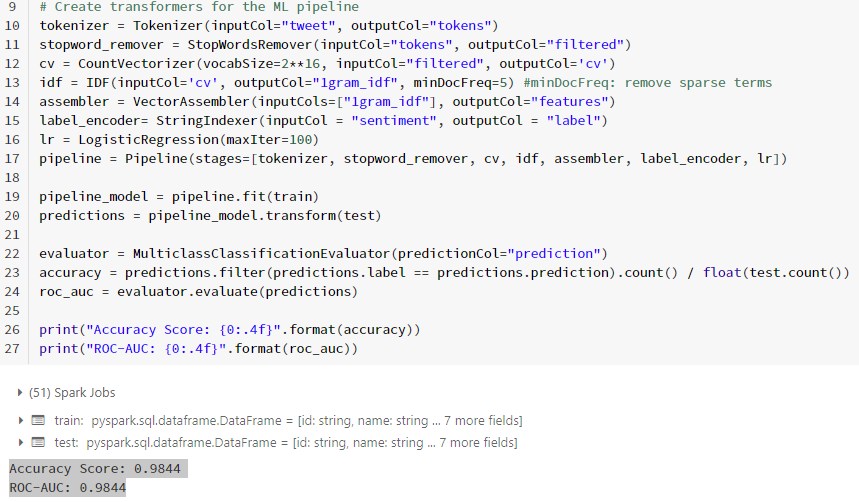 9 # Create transformers for the ML pipeline
10 tokenizer = Tokenizer(inputCol="tweet", outputCol="tokens")
11 stopword_remover = StopWordsRemover(inputCol="tokens", outputCol="filtered")
12 cv = CountVectorizer(vocabSize=2**16, inputCol="filtered", outputCol='cv')
13 idf = IDF(inputCol='cv', outputCol="1gram_idf", minDocFreq=5) #minDocFreq: remove sparse terms
14 assembler = VectorAssembler(inputCols=["1gram_idf"], outputCol="features")
15 label_encoder= StringIndexer(inputCol = "sentiment", outputCol = "label")
16 lr = LogisticRegression(maxIter=100)
17 pipeline = Pipeline(stages=[tokenizer, stopword_remover, cv, idf, assembler, label_encoder, lr])
18
19 pipeline_model = pipeline.fit(train)
20 predictions = pipeline_model.transform(test)
21
22 evaluator = MulticlassClassificationEvaluator(predictionCol="prediction")
23 accuracy = predictions.filter(predictions.label == predictions.prediction).count() / float(test.count())
24 roc_auc = evaluator.evaluate(predictions)
25
26 print("Accuracy Score: {0:.4f}".format(accuracy))
27 print("ROC-AUC: {0:.4f}".format(roc_auc))
(51) Spark Jobs
train: pyspark.sql.dataframe.DataFrame = [id: string, name: string ... 7 more fields]
test: pyspark.sql.dataframe.DataFrame = [id: string, name: string ... 7 more fields]
Accuracy Score: 0.9844
ROC-AUC: 0.9844